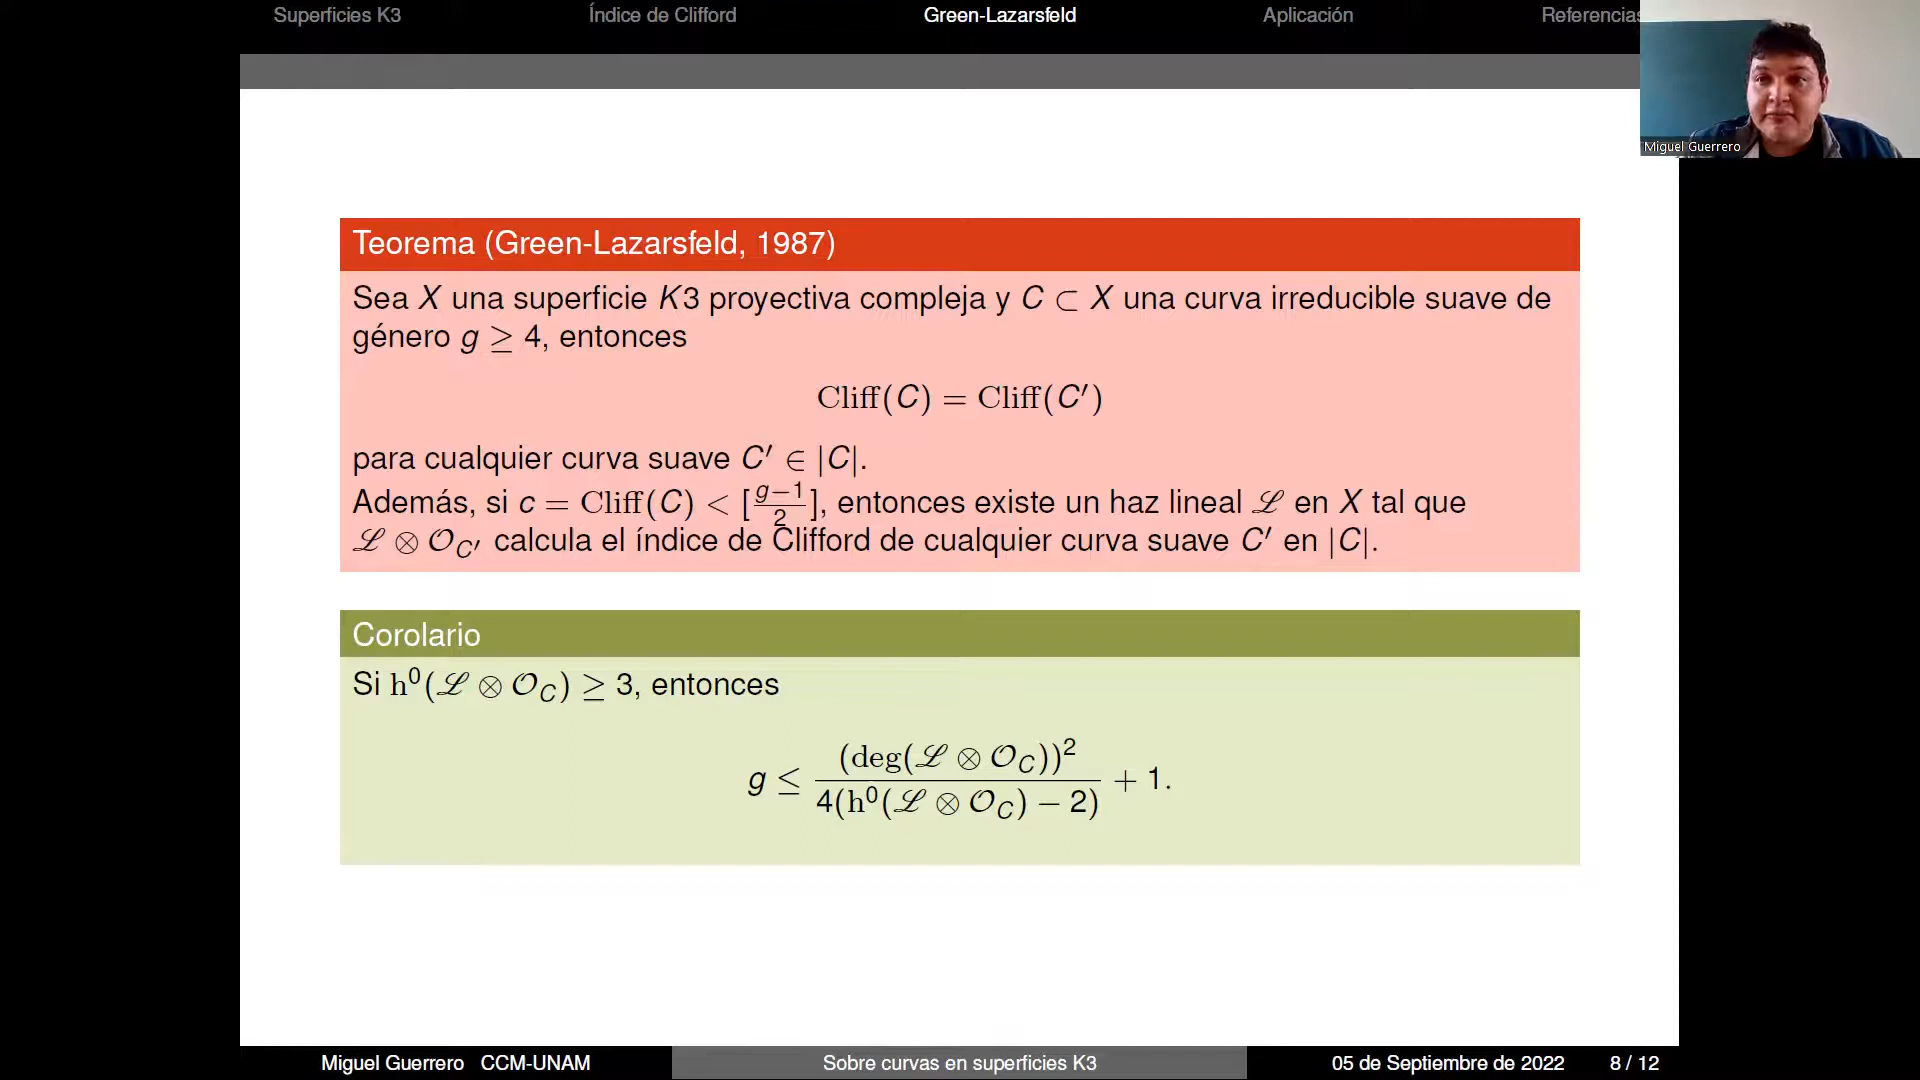 Superficies K3 Índice de Clifford Green-Lazarsfeld Aplicación Referencias
Miguel Guerrero
Teorema (Green-Lazarsfeld, 1987)
Sea X una superficie K3 proyectiva compleja y C ⊂ X una curva irreducible suave de
género g ≥ 4, entonces
Cliff(C) = Cliff(C′)
para cualquier curva suave C′ ∈ |C|.
Además, si c = Cliff(C) < [\frac{g−1}{2}], entonces existe un haz lineal ℒ en X tal que
ℒ ⊗ 𝒪_{C′} calcula el índice de Clifford de cualquier curva suave C′ en |C|.
Corolario
Si h⁰(ℒ ⊗ 𝒪_C) ≥ 3, entonces
g ≤ \frac{(deg(ℒ ⊗ 𝒪_C))²}{4(h⁰(ℒ ⊗ 𝒪_C) − 2)} + 1.
Miguel Guerrero CCM-UNAM Sobre curvas en superficies K3 05 de Septiembre de 2022 8 / 12